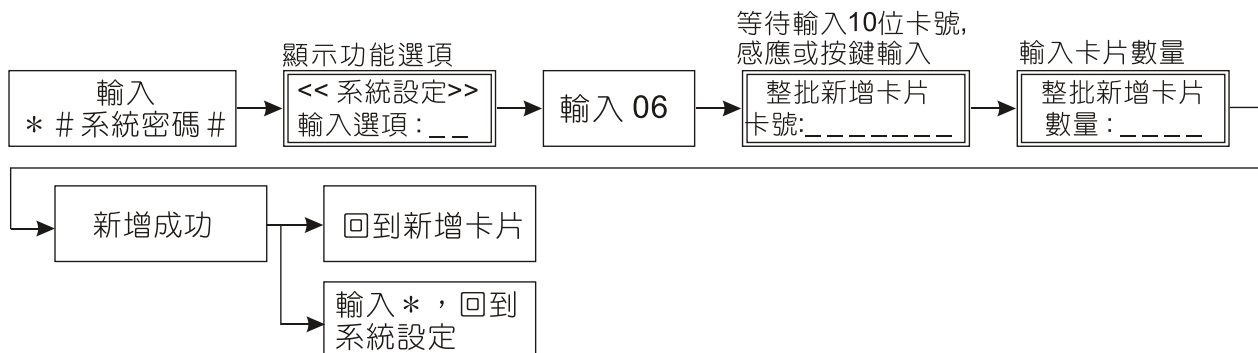 等待輸入10位卡號,
顯示功能選項
感應或按鍵輸入
輸入卡片數量
輸入
＊＃系統密碼＃
<< 系統設定>>
輸入選項：_ _
輸入 06
整批新增卡片
卡號:_ _ _ _ _ _ _
整批新增卡片
數量：_ _ _ _
新增成功
回到新增卡片
輸入＊，回到
系統設定